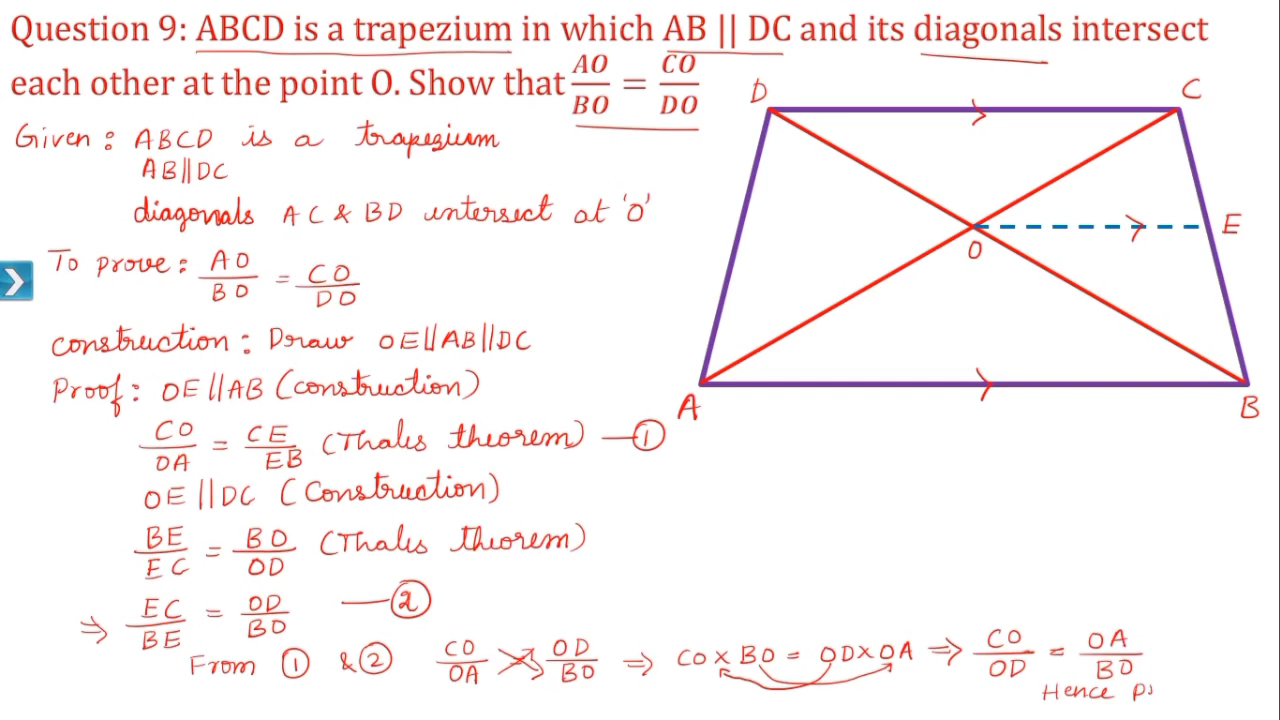 Question 9: ABCD is a trapezium in which AB || DC and its diagonals intersect
each other at the point O. Show that AO/BO = CO/DO
Given : ABCD is a trapezium
AB||DC
diagonals AC & BD intersect at 'O'
To prove : AO/BO = CO/DO
construction : Draw OE||AB||DC
Proof : OE||AB (construction)
CO/OA = CE/EB (Thales theorem) —①
OE||DC (Construction)
BE/EC = BO/OD (Thales theorem)
⇒ EC/BE = OD/BO —②
From ① & ② CO/OA = OD/BO ⇒ CO×BO = OD×OA ⇒ CO/OD = OA/BO
Hence
D
C
O
E
A
B